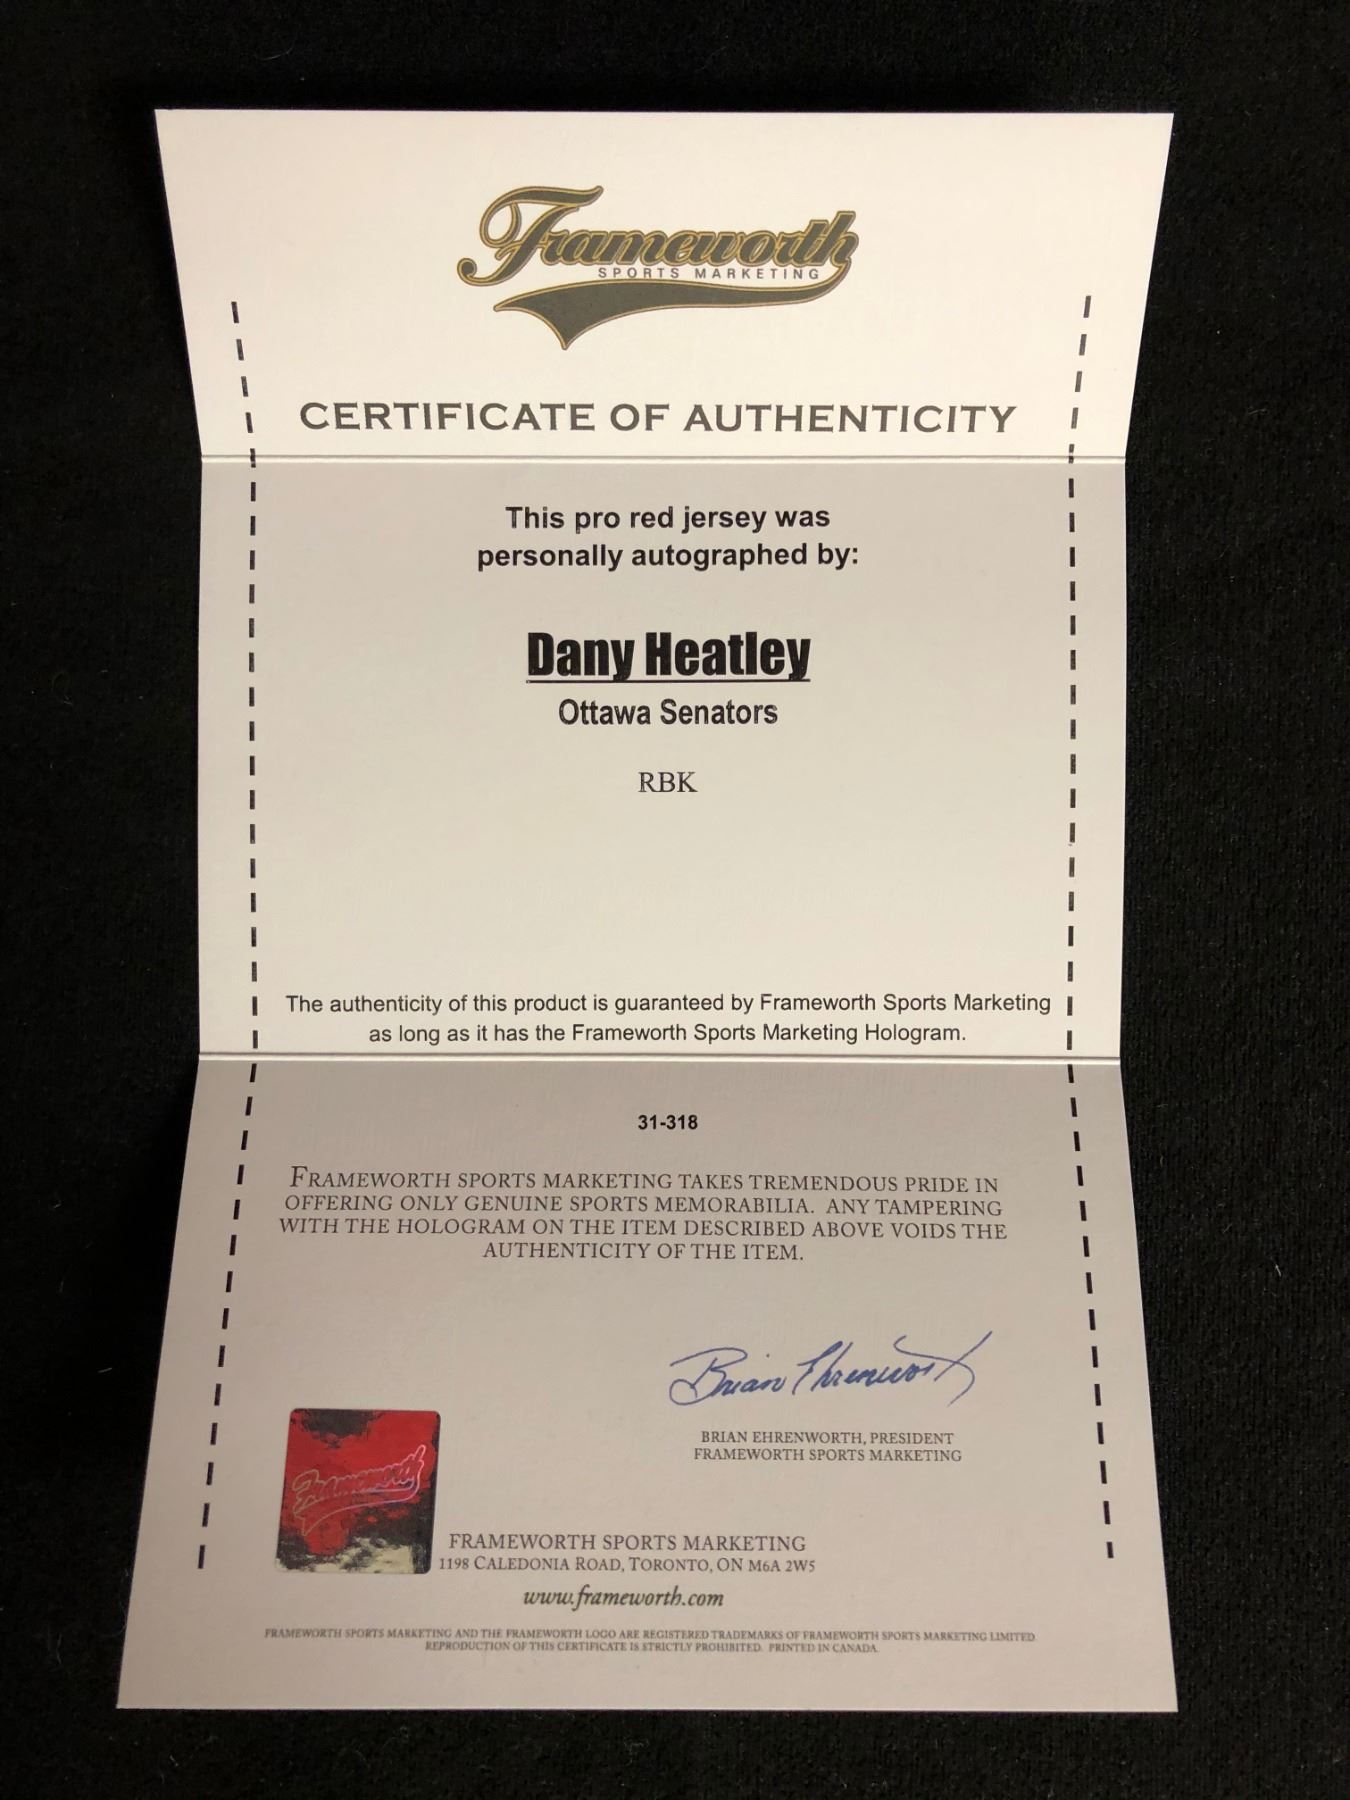 Frameworth
SPORTS MARKETING
CERTIFICATE OF AUTHENTICITY
This pro red jersey was
personally autographed by:
Dany Heatley
Ottawa Senators
RBK
The authenticity of this product is guaranteed by Frameworth Sports Marketing
as long as it has the Frameworth Sports Marketing Hologram.
31-318
FRAMEWORTH SPORTS MARKETING TAKES TREMENDOUS PRIDE IN
OFFERING ONLY GENUINE SPORTS MEMORABILIA. ANY TAMPERING
WITH THE HOLOGRAM ON THE ITEM DESCRIBED ABOVE VOIDS THE
AUTHENTICITY OF THE ITEM.
Brian Ehrenworth
BRIAN EHRENWORTH, PRESIDENT
FRAMEWORTH SPORTS MARKETING
Frameworth
FRAMEWORTH SPORTS MARKETING
1198 CALEDONIA ROAD, TORONTO, ON M6A 2W5
www.frameworth.com
FRAMEWORTH SPORTS MARKETING AND THE FRAMEWORTH LOGO ARE REGISTERED TRADEMARKS OF FRAMEWORTH SPORTS MARKETING LIMITED
REPRODUCTION OF THIS CERTIFICATE IS STRICTLY PROHIBITED. PRINTED IN CANADA.